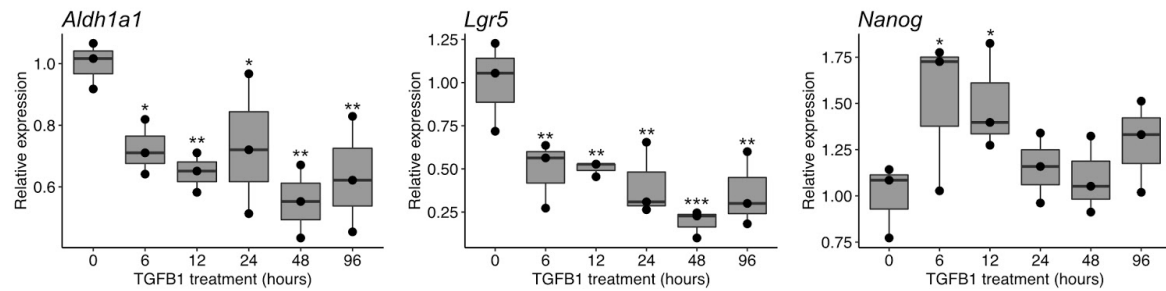 Aldh1a1
Relative expression
1.0
0.8
0.6
*
**
*
**
**
0 6 12 24 48 96
TGFB1 treatment (hours)
Lgr5
Relative expression
1.25
1.00
0.75
0.50
0.25
**
**
**
***
**
0 6 12 24 48 96
TGFB1 treatment (hours)
Nanog
Relative expression
1.75
1.50
1.25
1.00
0.75
*
*
0 6 12 24 48 96
TGFB1 treatment (hours)